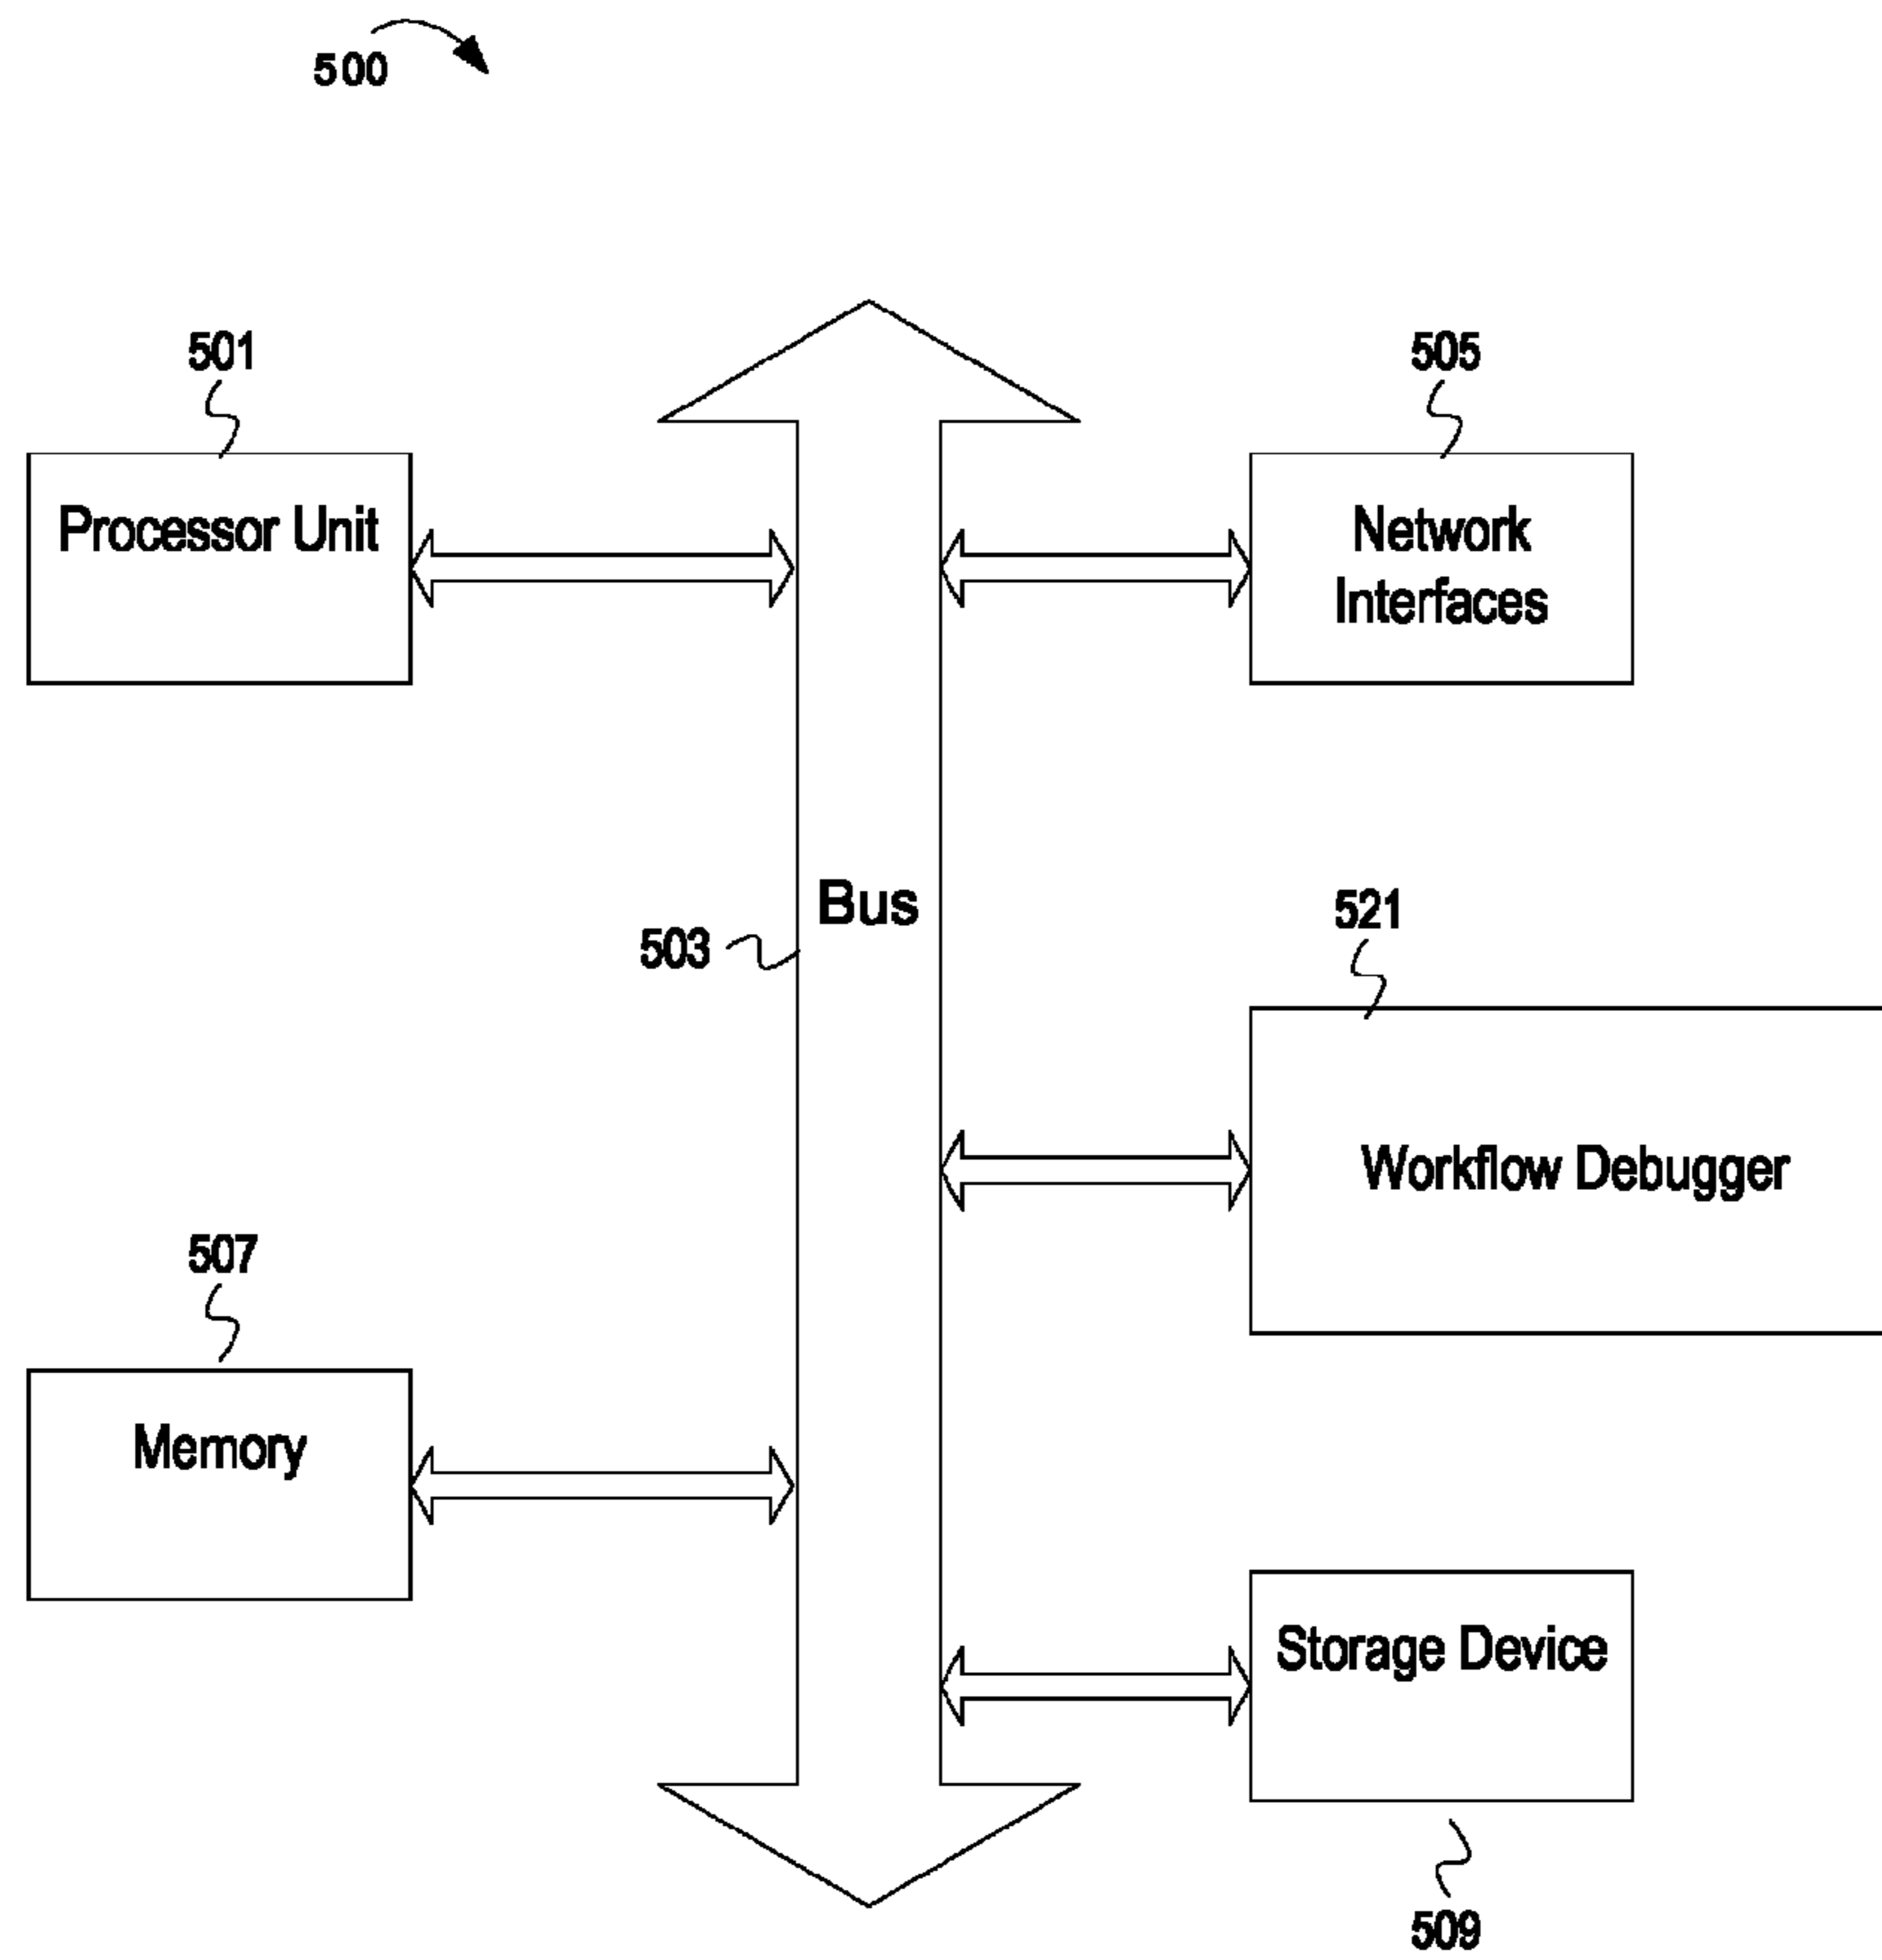 500
501
505
Processor Unit
Network
Interfaces
Bus
503
521
Workflow Debugger
507
Memory
Storage Device
509